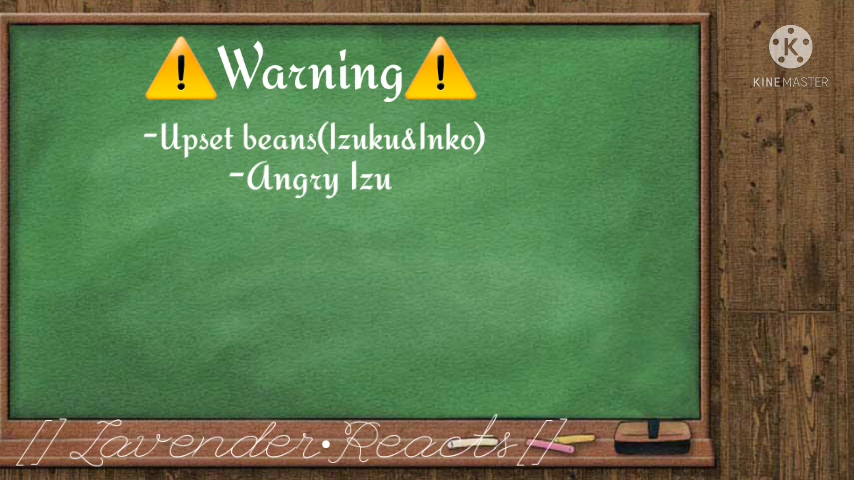 ⚠️Warning⚠️
-Upset beans(Izuku&Inko)
-Angry Izu
K
KINEMASTER
[] Lavender•Reacts []